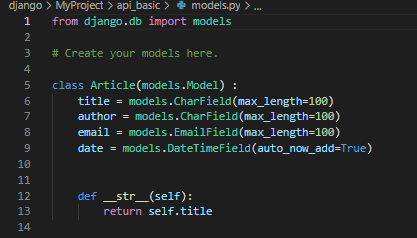 django > MyProject > api_basic > models.py > ...
1 from django.db import models
2
3 # Create your models here.
4
5 class Article(models.Model) :
6     title = models.CharField(max_length=100)
7     author = models.CharField(max_length=100)
8     email = models.EmailField(max_length=100)
9     date = models.DateTimeField(auto_now_add=True)
10
11
12     def __str__(self):
13         return self.title
14